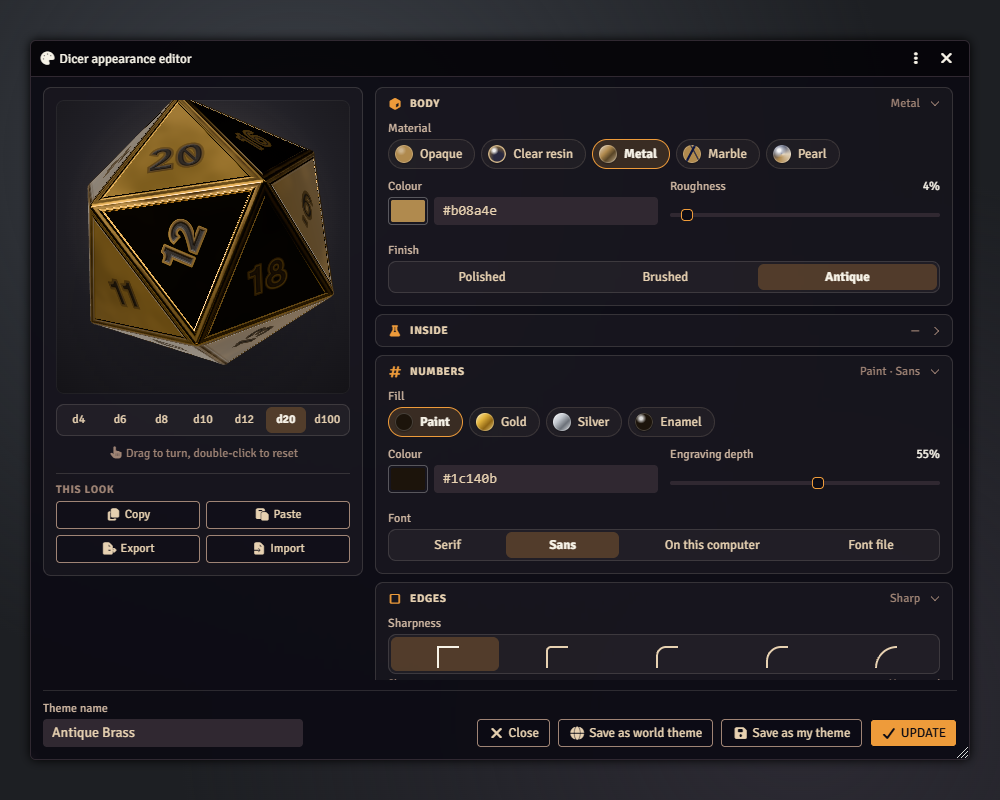 Dicer appearance editor
20
16
12
9
11
18
d4 d6 d8 d10 d12 d20 d100
Drag to turn, double-click to reset
THIS LOOK
Copy Paste
Export Import
BODY Metal
Material
Opaque Clear resin Metal Marble Pearl
Colour Roughness 4%
#b08a4e
Finish
Polished Brushed Antique
INSIDE –
NUMBERS Paint · Sans
Fill
Paint Gold Silver Enamel
Colour Engraving depth 55%
#1c140b
Font
Serif Sans On this computer Font file
EDGES Sharp
Sharpness
Theme name
Antique Brass
Close Save as world theme Save as my theme UPDATE